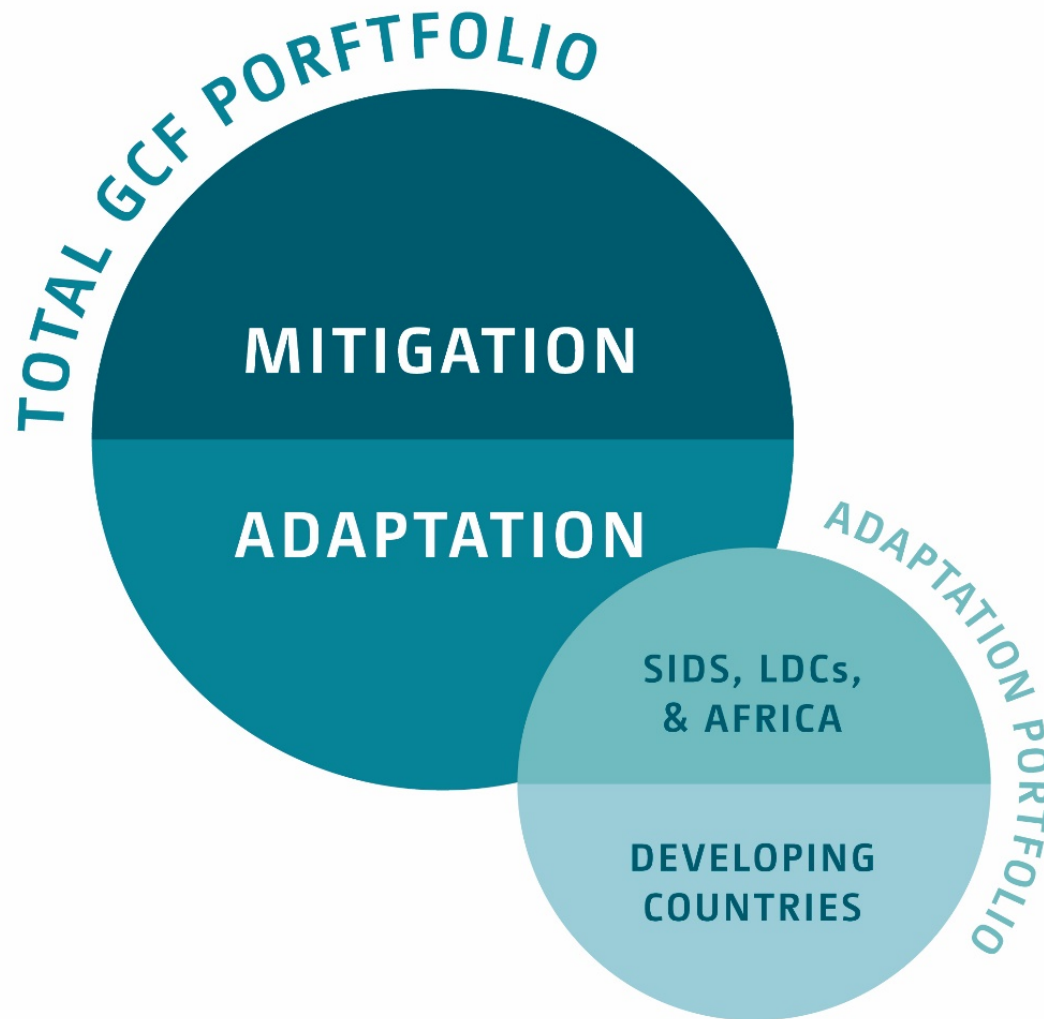 TOTAL GCF PORFTFOLIO
MITIGATION
ADAPTATION
ADAPTATION PORTFOLIO
SIDS, LDCs,
& AFRICA
DEVELOPING
COUNTRIES